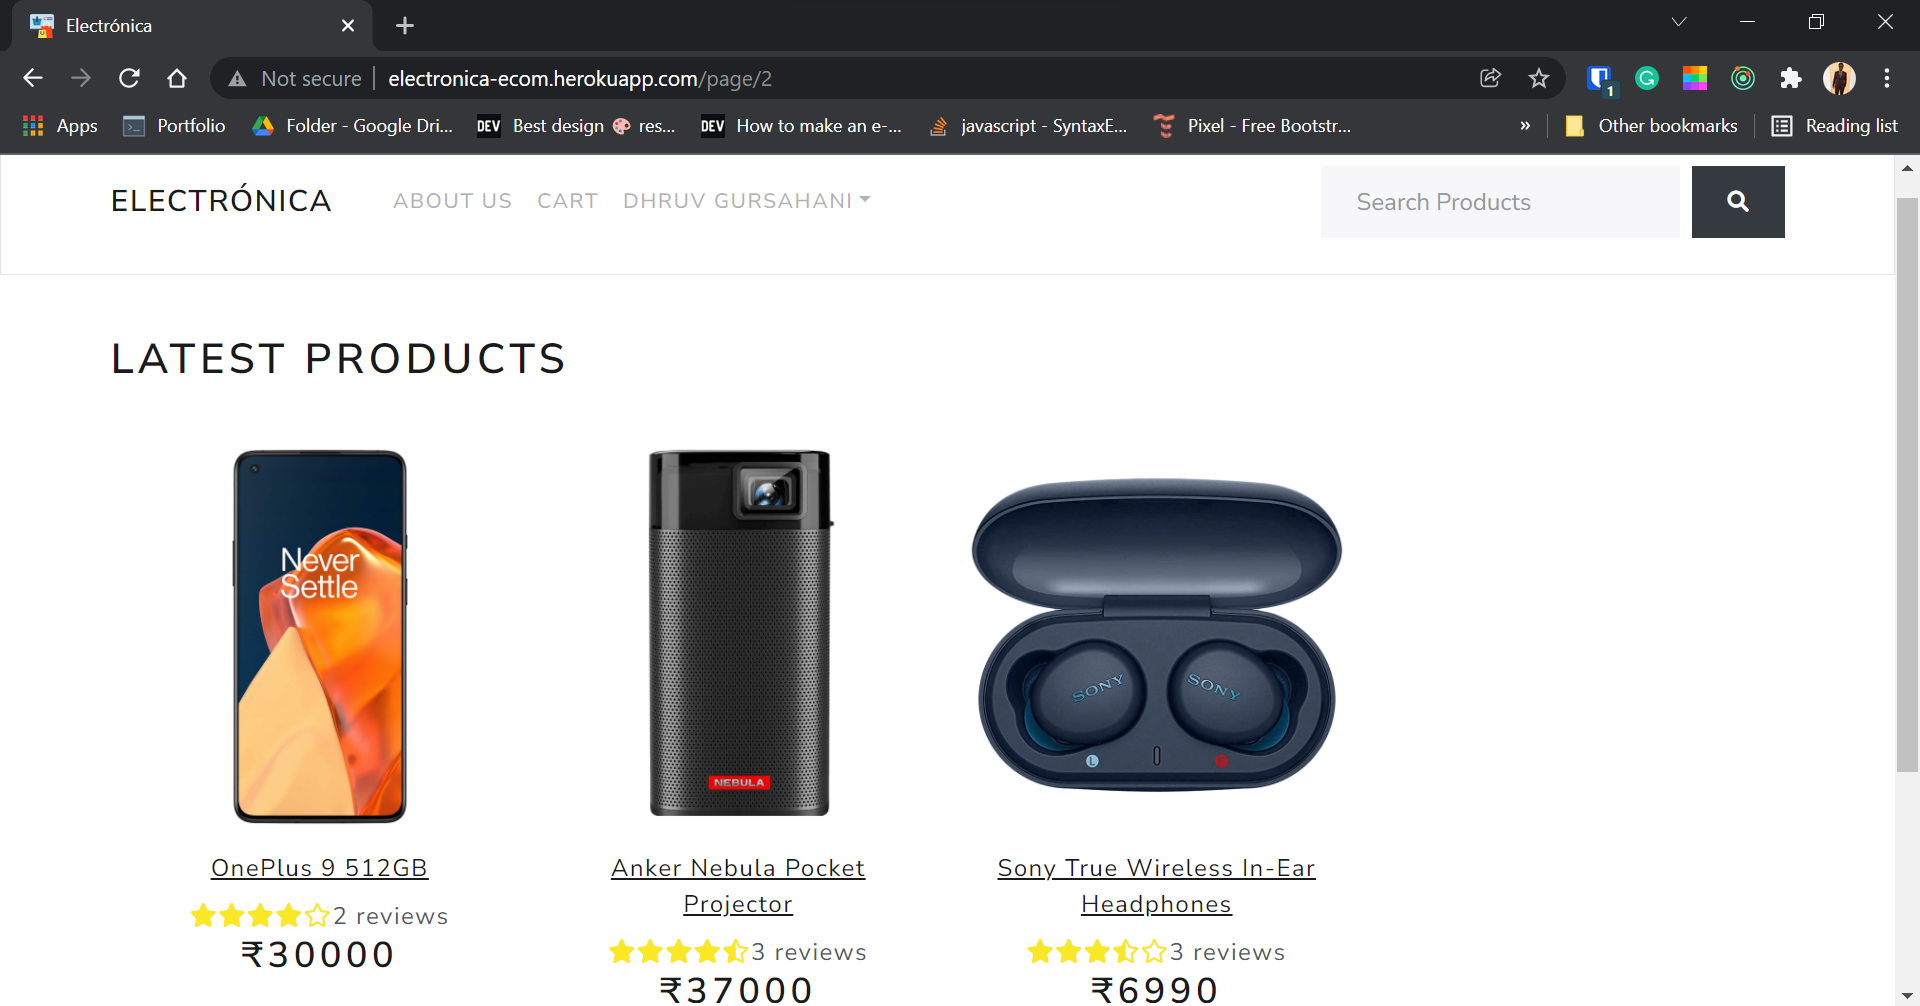 Electrónica
Not secure electronica-ecom.herokuapp.com/page/2
1
Apps Portfolio Folder - Google Dri... DEV Best design 🎨 res... DEV How to make an e-... javascript - SyntaxE... Pixel - Free Bootstr... » Other bookmarks Reading list
ELECTRÓNICA ABOUT US CART DHRUV GURSAHANI Search Products
LATEST PRODUCTS
Never
Settle
NEBULA
SONY SONY
L
OnePlus 9 512GB
2 reviews
₹30000
Anker Nebula Pocket
Projector
3 reviews
₹37000
Sony True Wireless In-Ear
Headphones
3 reviews
₹6990